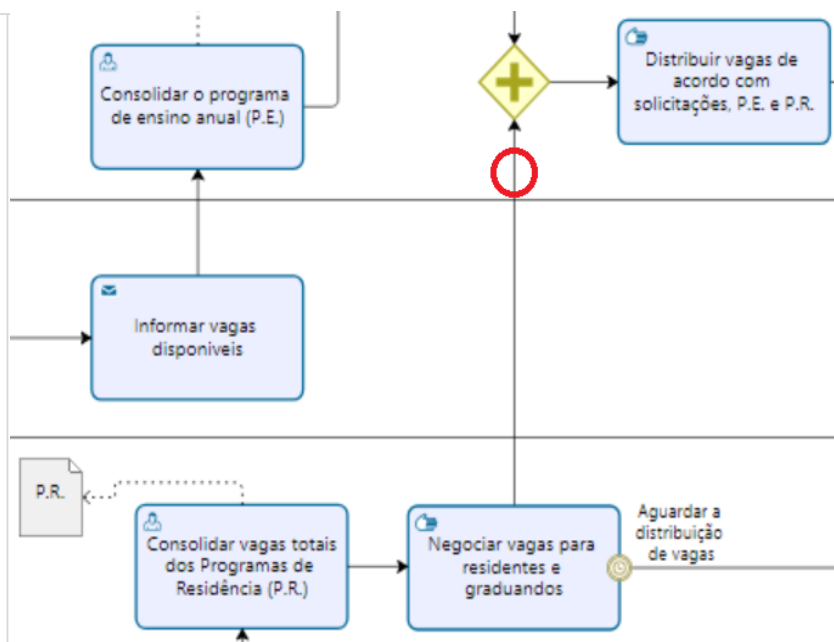 Consolidar o programa
de ensino anual (P.E.)
Distribuir vagas de
acordo com
solicitações, P.E. e P.R.
Informar vagas
disponiveis
P.R.
Consolidar vagas totais
dos Programas de
Residência (P.R.)
Negociar vagas para
residentes e
graduandos
Aguardar a
distribuição
de vagas